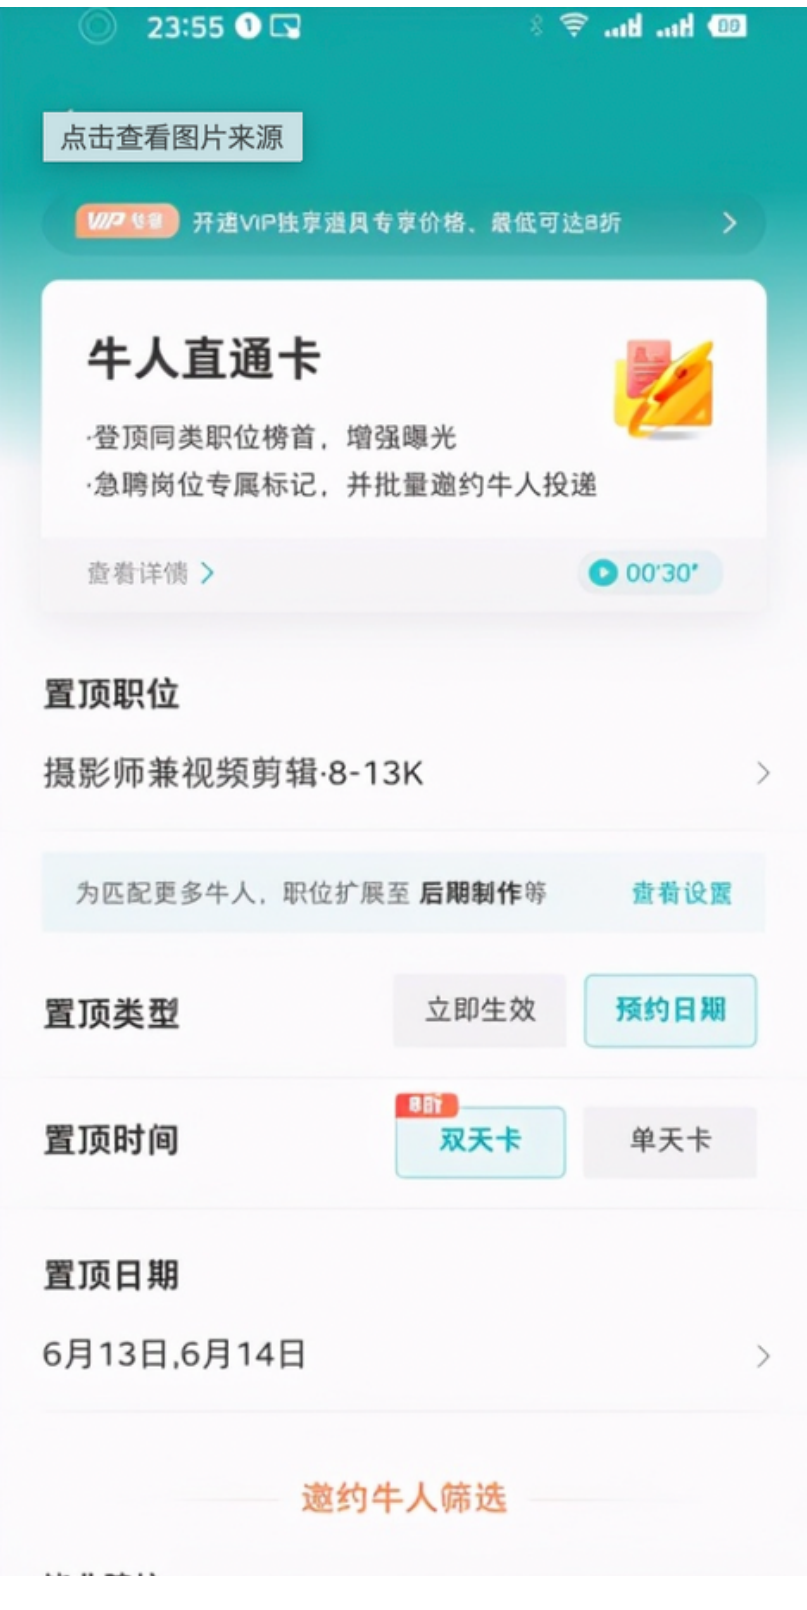 23:55
点击查看图片来源
VIP
开通VIP独享道具专享价格、最低可达8折
牛人直通卡
·登顶同类职位榜首，增强曝光
·急聘岗位专属标记，并批量邀约牛人投递
查看详情
00'30"
置顶职位
摄影师兼视频剪辑·8-13K
为匹配更多牛人，职位扩展至 后期制作等
查看设置
置顶类型
立即生效
预约日期
置顶时间
8折
双天卡
单天卡
置顶日期
6月13日,6月14日
邀约牛人筛选